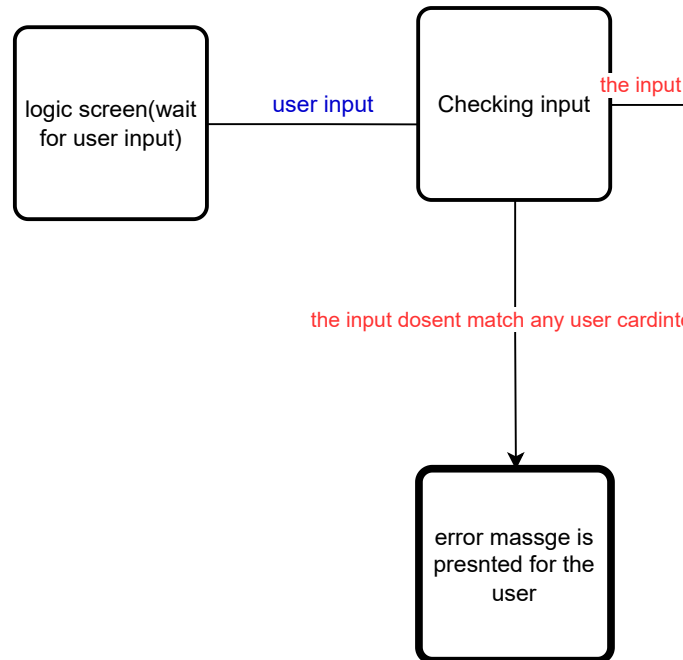 logic screen(wait
for user input)
user input
Checking input
the input
the input dosent match any user cardinte
error massge is
presnted for the
user